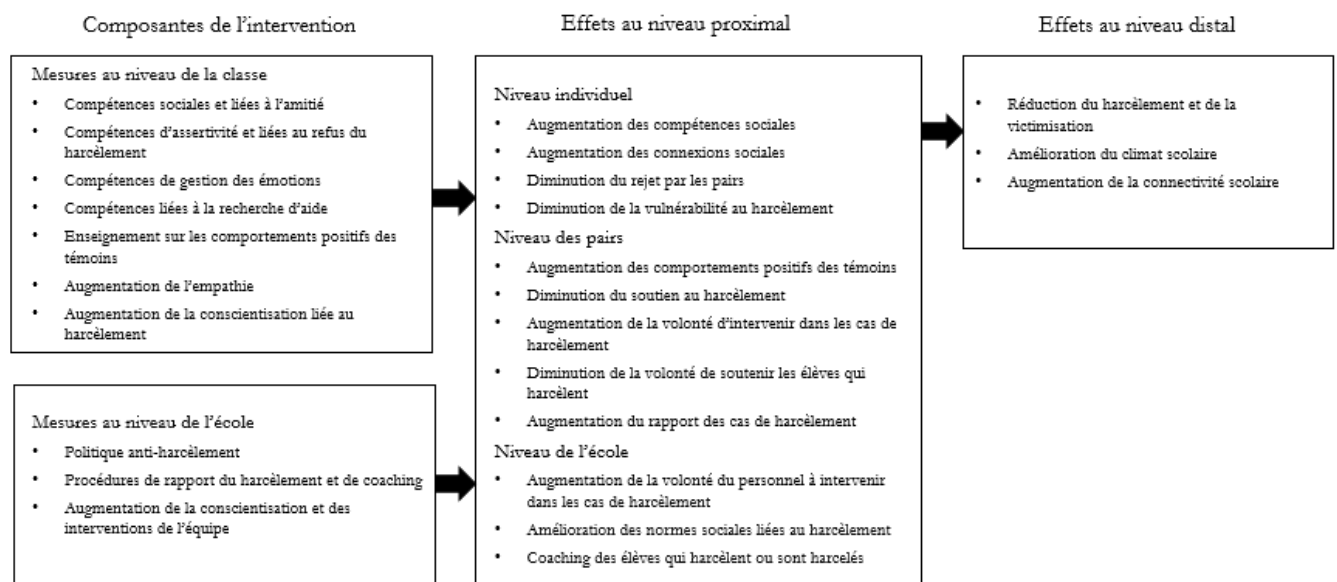 Composantes de l'intervention
Mesures au niveau de la classe
• Compétences sociales et liées à l'amitié
• Compétences d'assertivité et liées au refus du
harcèlement
• Compétences de gestion des émotions
• Compétences liées à la recherche d'aide
• Enseignement sur les comportements positifs des
témoins
• Augmentation de l'empathie
• Augmentation de la conscientisation liée au
harcèlement
Mesures au niveau de l'école
• Politique anti-harcèlement
• Procédures de rapport du harcèlement et de coaching
• Augmentation de la conscientisation et des
interventions de l'équipe
Effets au niveau proximal
Niveau individuel
• Augmentation des compétences sociales
• Augmentation des connexions sociales
• Diminution du rejet par les pairs
• Diminution de la vulnérabilité au harcèlement
Niveau des pairs
• Augmentation des comportements positifs des témoins
• Diminution du soutien au harcèlement
• Augmentation de la volonté d'intervenir dans les cas de
harcèlement
• Diminution de la volonté de soutenir les élèves qui
harcèlent
• Augmentation du rapport des cas de harcèlement
Niveau de l'école
• Augmentation de la volonté du personnel à intervenir
dans les cas de harcèlement
• Amélioration des normes sociales liées au harcèlement
• Coaching des élèves qui harcèlent ou sont harcelés
Effets au niveau distal
• Réduction du harcèlement et de la
victimisation
• Amélioration du climat scolaire
• Augmentation de la connectivité scolaire